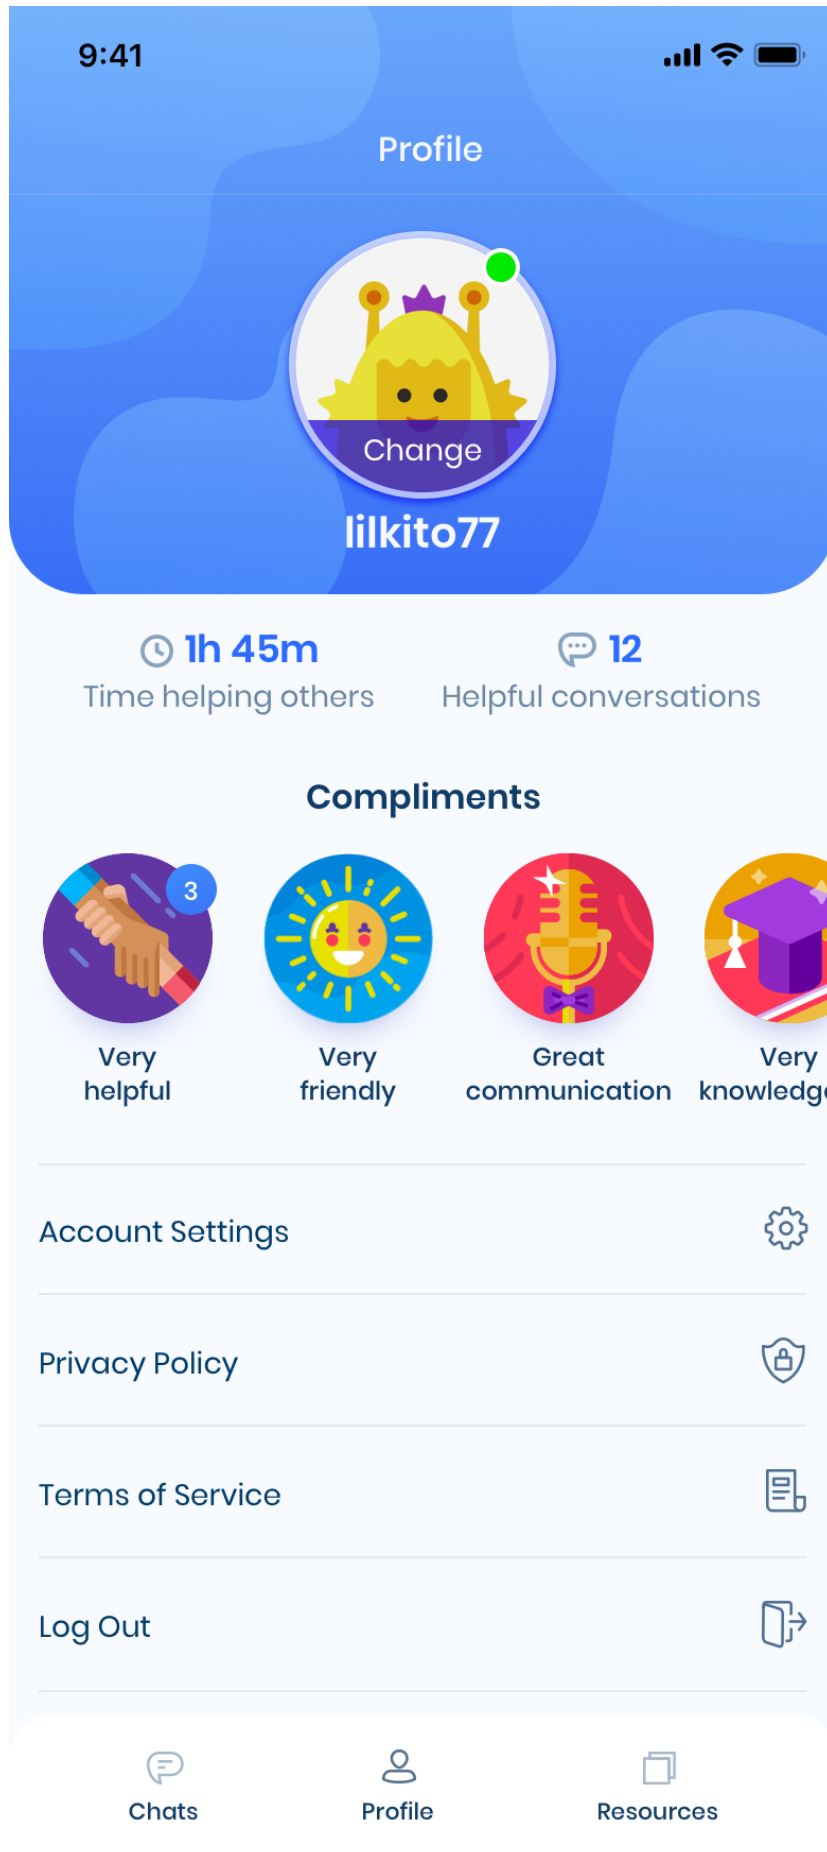 9:41
Profile
Change
lilkito77
1h 45m
12
Time helping others
Helpful conversations
Compliments
3
Very
helpful
Very
friendly
Great
communication
Very
Account Settings
Privacy Policy
Terms of Service
Log Out
Chats
Profile
Resources